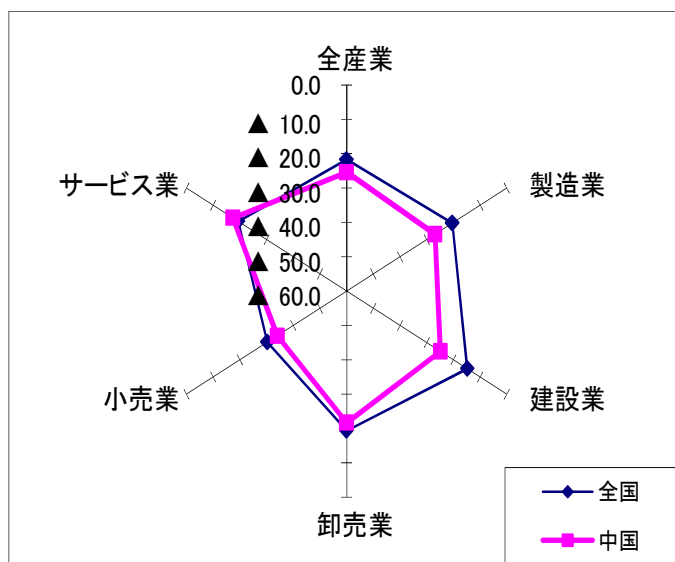 全産業
0.0
▲ 10.0
▲ 20.0
▲ 30.0
▲ 40.0
▲ 50.0
▲ 60.0
サービス業
製造業
小売業
建設業
卸売業
全国
中国